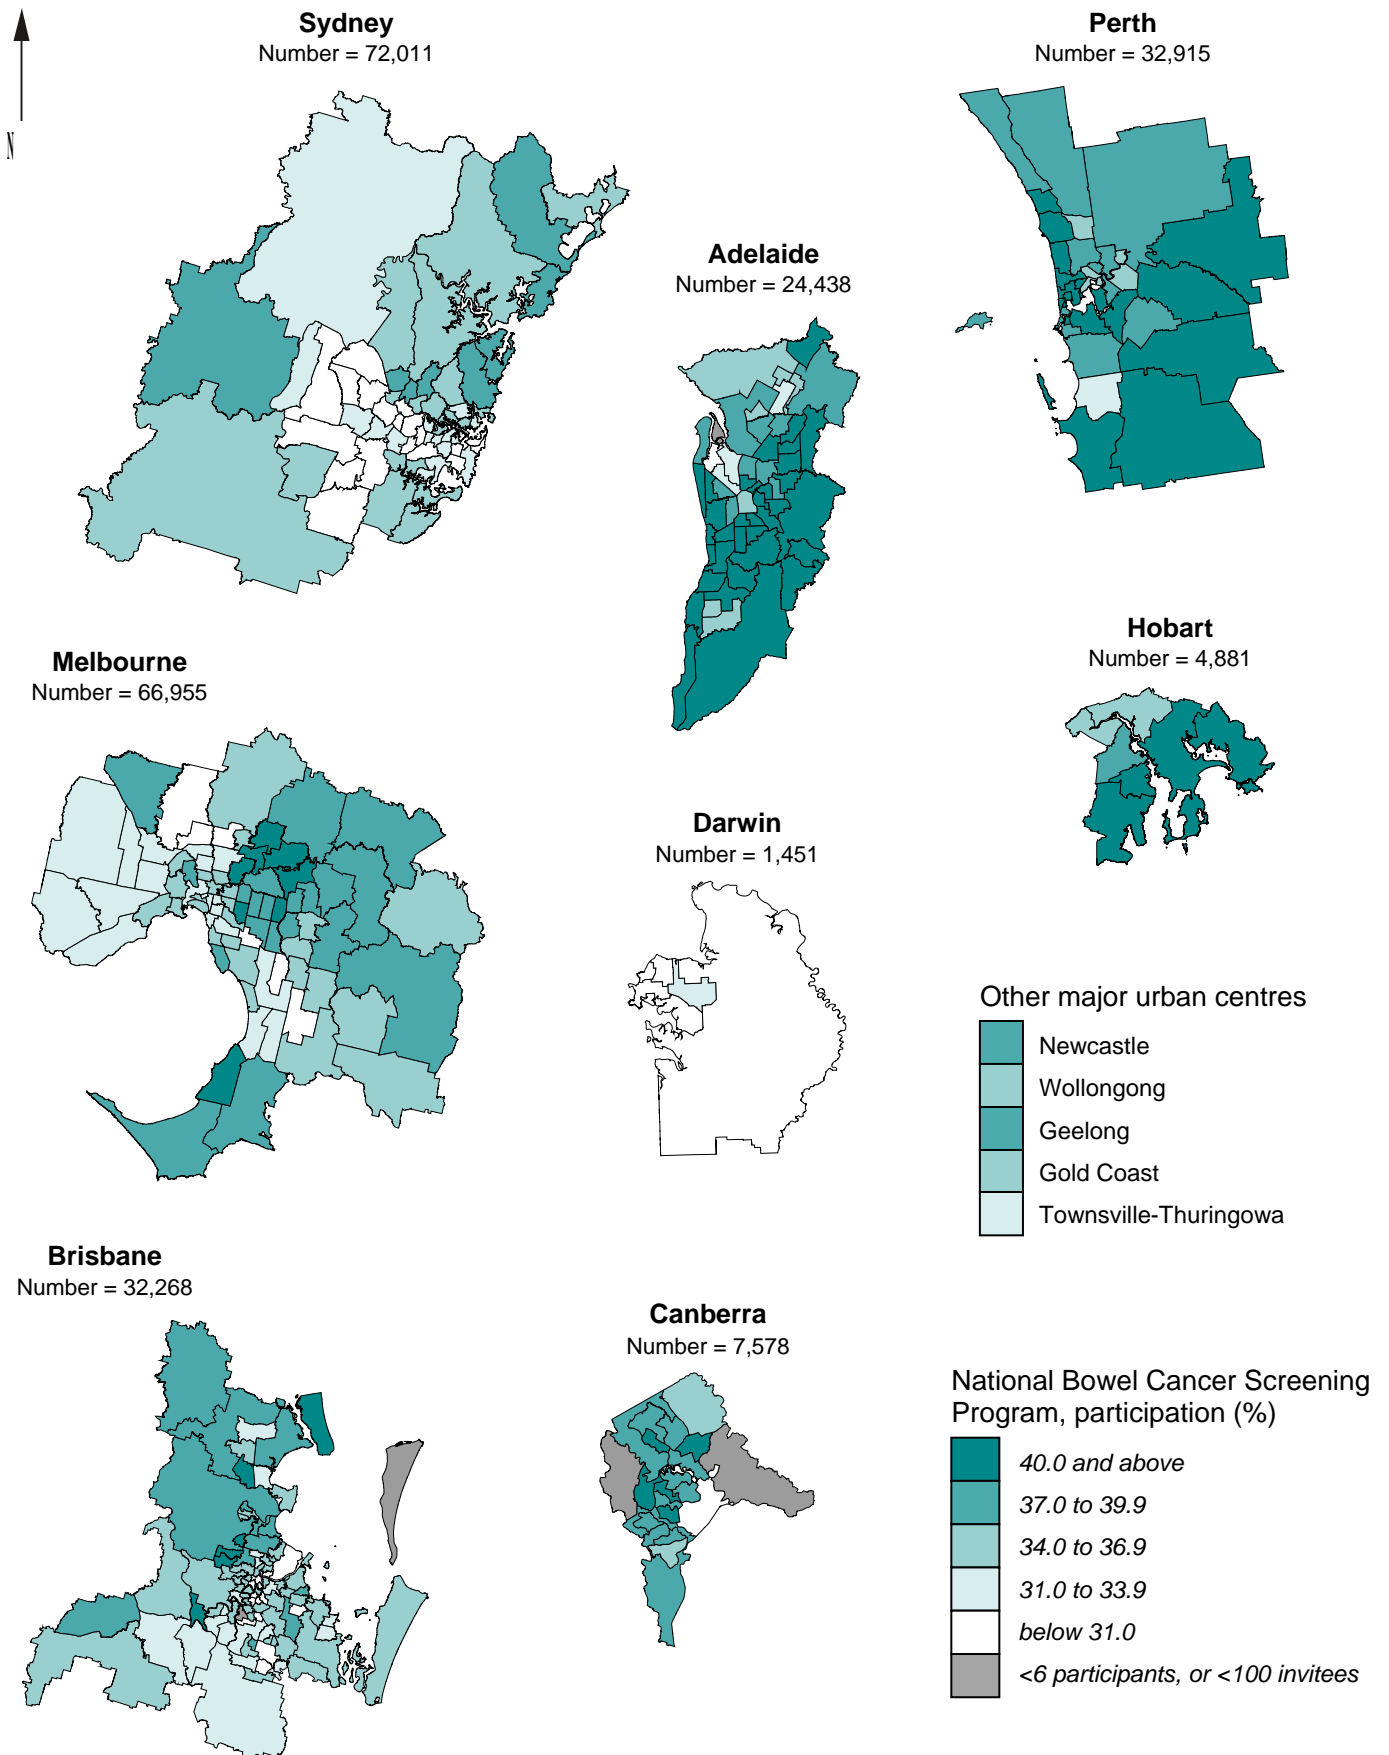 Sydney
Number = 72,011
Perth
Number = 32,915
N
Adelaide
Number = 24,438
Hobart
Number = 4,881
Melbourne
Number = 66,955
Darwin
Number = 1,451
Other major urban centres
Newcastle
Wollongong
Geelong
Gold Coast
Townsville-Thuringowa
Brisbane
Number = 32,268
Canberra
Number = 7,578
National Bowel Cancer Screening
Program, participation (%)
40.0 and above
37.0 to 39.9
34.0 to 36.9
31.0 to 33.9
below 31.0
<6 participants, or <100 invitees